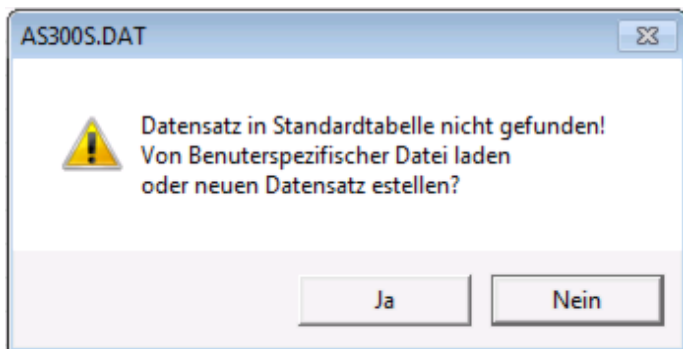 AS300S.DAT
Datensatz in Standardtabelle nicht gefunden!
Von Benuterspezifischer Datei laden
oder neuen Datensatz estellen?
Ja
Nein